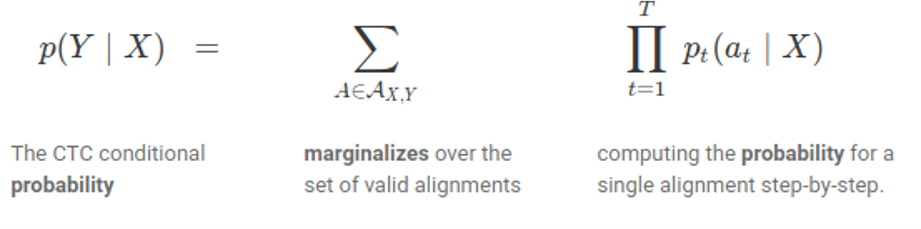 p(Y | X) = ∑_{A∈𝒜_{X,Y}} ∏_{t=1}^{T} p_t(a_t | X)
The CTC conditional
probability
marginalizes over the
set of valid alignments
computing the probability for a
single alignment step-by-step.